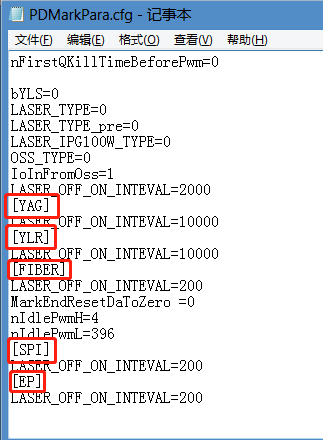 PDMarkPara.cfg - 记事本
文件(F) 编辑(E) 格式(O) 查看(V) 帮助(H)
nFirstQKillTimeBeforePwm=0
bYLS=0
LASER_TYPE=0
LASER_TYPE_pre=0
LASER_IPG100W_TYPE=0
OSS_TYPE=0
IoInFromOss=1
LASER_OFF_ON_INTEVAL=2000
[YAG]
LASER_OFF_ON_INTEVAL=10000
[YLR]
LASER_OFF_ON_INTEVAL=10000
[FIBER]
LASER_OFF_ON_INTEVAL=200
MarkEndResetDaToZero =0
nIdlePwmH=4
nIdlePwmL=396
[SPI]
LASER_OFF_ON_INTEVAL=200
[EP]
LASER_OFF_ON_INTEVAL=200